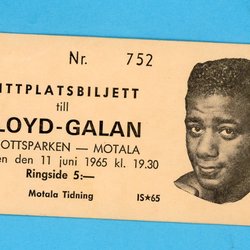 Nr. 752
ITTPLATSBILJETT
till
LOYD-GALAN
OTTSPARKEN — MOTALA
en den 11 juni 1965 kl. 19.30
Ringside 5:—
Motala Tidning IS*65